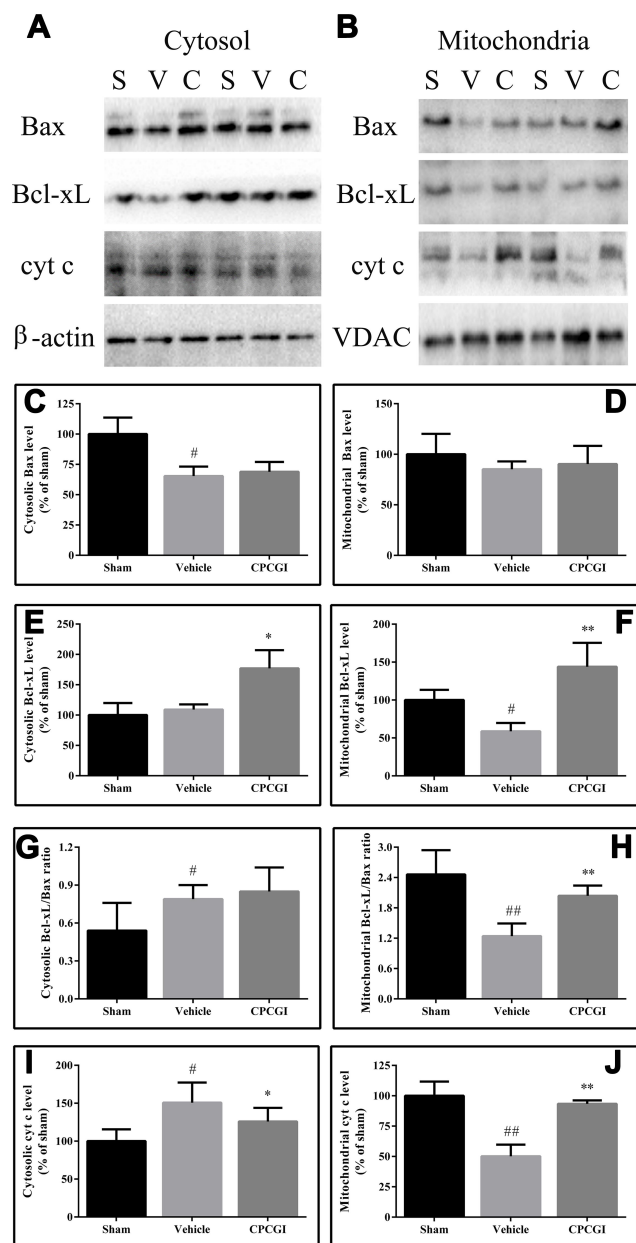 A
Cytosol
S V C S V C
Bax
Bcl-xL
cyt c
β-actin
B
Mitochondria
S V C S V C
Bax
Bcl-xL
cyt c
VDAC
C
Cytosolic Bax level
(% of sham)
125
100
75
50
25
0
#
Sham Vehicle CPCGI
D
Mitochondrial Bax level
(% of sham)
150
100
50
0
Sham Vehicle CPCGI
E
Cytosolic Bcl-xL level
(% of sham)
250
200
150
100
50
0
*
Sham Vehicle CPCGI
F
Mitochondrial Bcl-xL level
(% of sham)
200
150
100
50
0
#
**
Sham Vehicle CPCGI
G
Cytosolic Bcl-xL/Bax ratio
1.2
0.9
0.6
0.3
0.0
#
Sham Vehicle CPCGI
H
Mitochondrial Bcl-xL/Bax ratio
3.0
2.4
1.8
1.2
0.6
0.0
##
**
Sham Vehicle CPCGI
I
Cytosolic cyt c level
(% of sham)
200
150
100
50
0
#
*
Sham Vehicle CPCGI
J
Mitochondrial cyt c level
(% of sham)
125
100
75
50
25
0
##
**
Sham Vehicle CPCGI